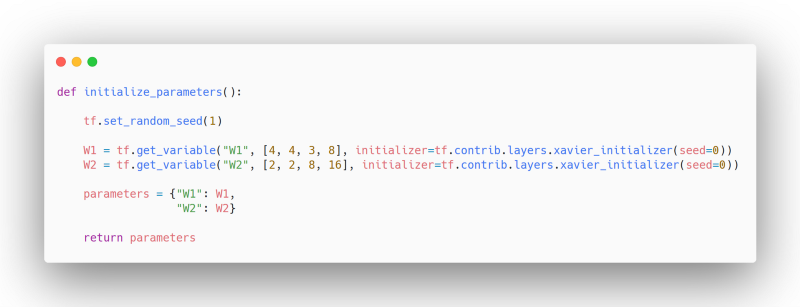 def initialize_parameters():
    tf.set_random_seed(1)
    W1 = tf.get_variable("W1", [4, 4, 3, 8], initializer=tf.contrib.layers.xavier_initializer(seed=0))
    W2 = tf.get_variable("W2", [2, 2, 8, 16], initializer=tf.contrib.layers.xavier_initializer(seed=0))
    parameters = {"W1": W1,
                  "W2": W2}
    return parameters